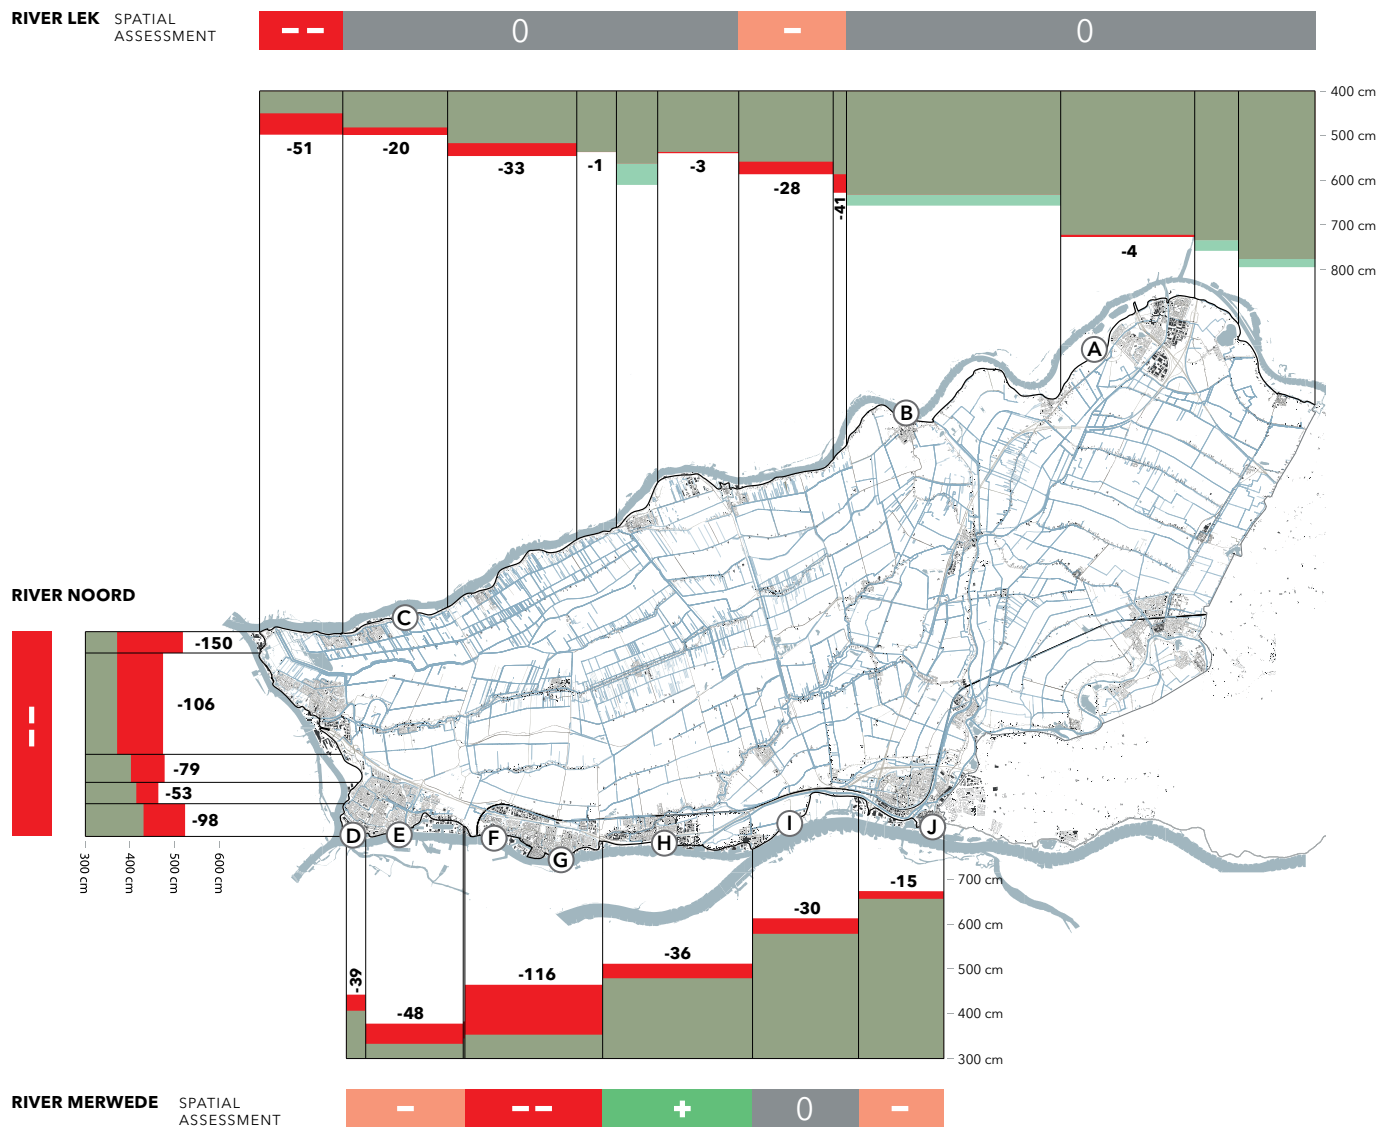 RIVER LEK SPATIAL
ASSESSMENT
– –
0
–
0
400 cm
500 cm
600 cm
700 cm
800 cm
-51
-20
-33
-1
-3
-28
-41
-4
A
B
C
RIVER NOORD
– –
-150
-106
-79
-53
-98
300 cm
400 cm
500 cm
600 cm
D
E
F
G
H
I
J
-39
-48
-116
-36
-30
-15
700 cm
600 cm
500 cm
400 cm
300 cm
RIVER MERWEDE SPATIAL
ASSESSMENT
–
– –
+
0
–